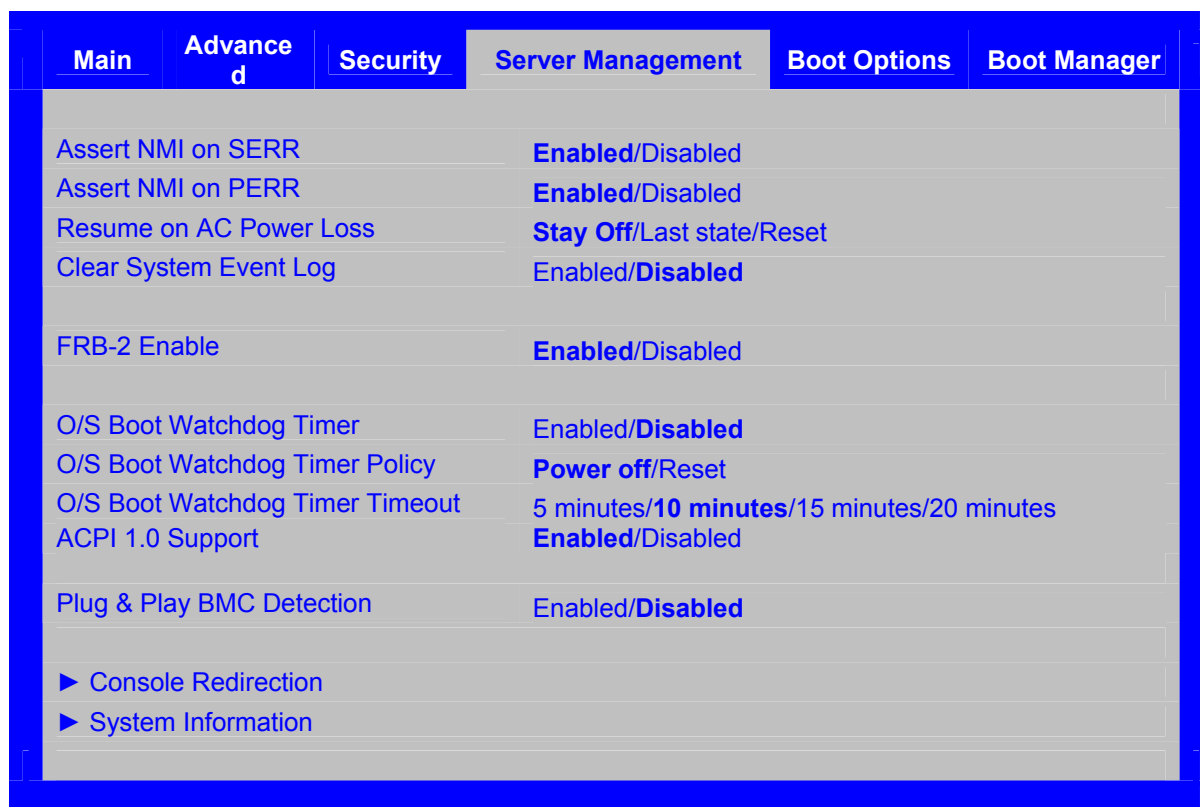 Main Advance
d Security Server Management Boot Options Boot Manager
Assert NMI on SERR Enabled/Disabled
Assert NMI on PERR Enabled/Disabled
Resume on AC Power Loss Stay Off/Last state/Reset
Clear System Event Log Enabled/Disabled
FRB-2 Enable Enabled/Disabled
O/S Boot Watchdog Timer Enabled/Disabled
O/S Boot Watchdog Timer Policy Power off/Reset
O/S Boot Watchdog Timer Timeout 5 minutes/10 minutes/15 minutes/20 minutes
ACPI 1.0 Support Enabled/Disabled
Plug & Play BMC Detection Enabled/Disabled
► Console Redirection
► System Information